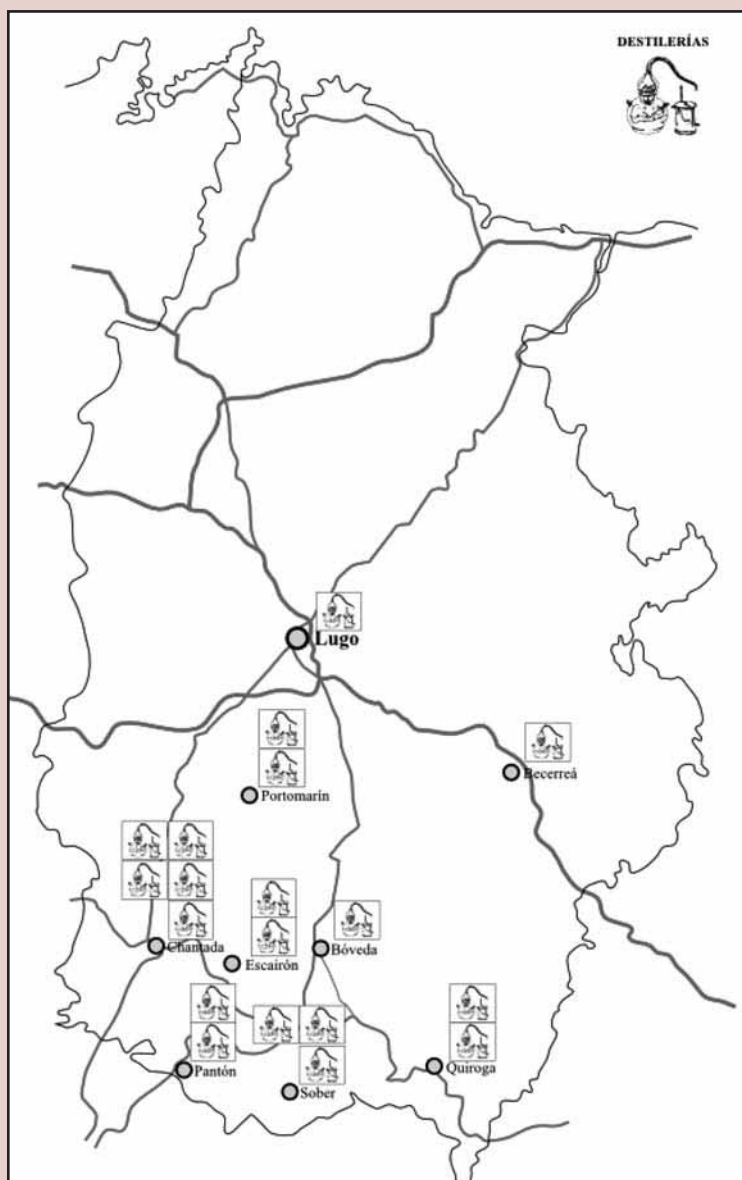 DESTILERÍAS
Lugo
Becerreá
Portomarín
Chantada
Escairón
Bóveda
Pantón
Sober
Quiroga